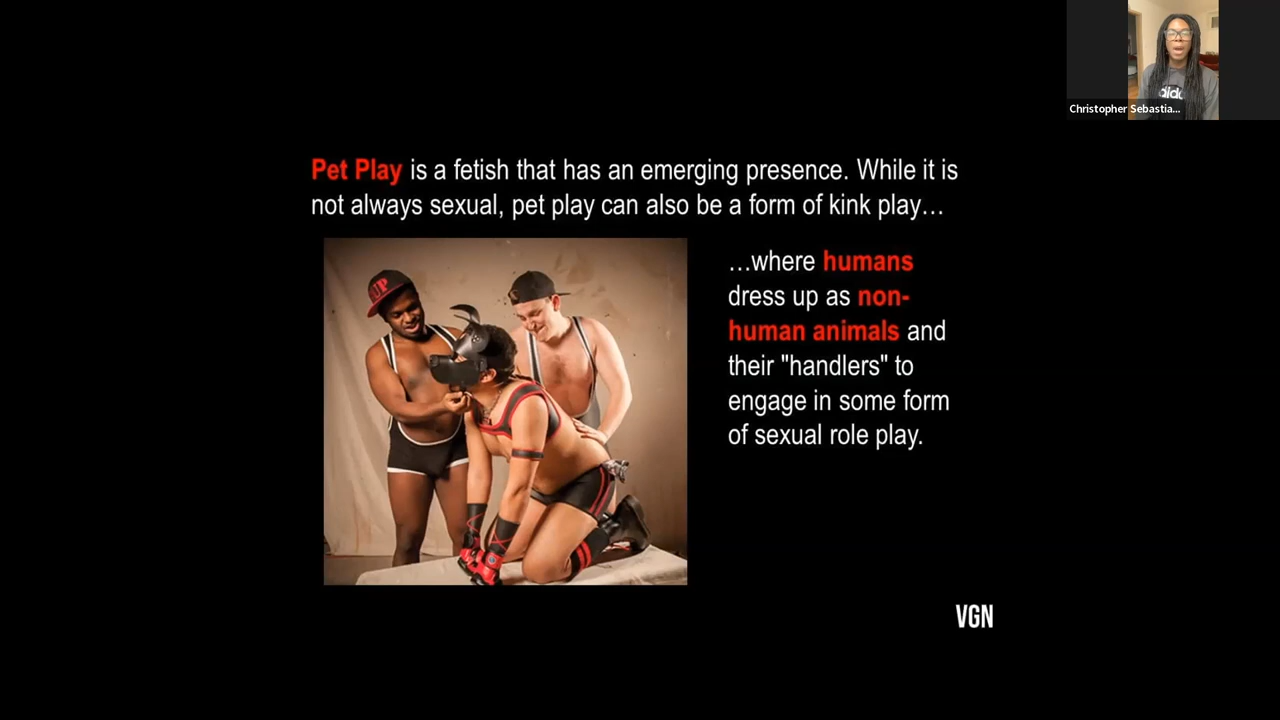 Christopher Sebastia...
Pet Play is a fetish that has an emerging presence. While it is
not always sexual, pet play can also be a form of kink play…
…where humans
dress up as non-
human animals and
their "handlers" to
engage in some form
of sexual role play.
UP
VGN